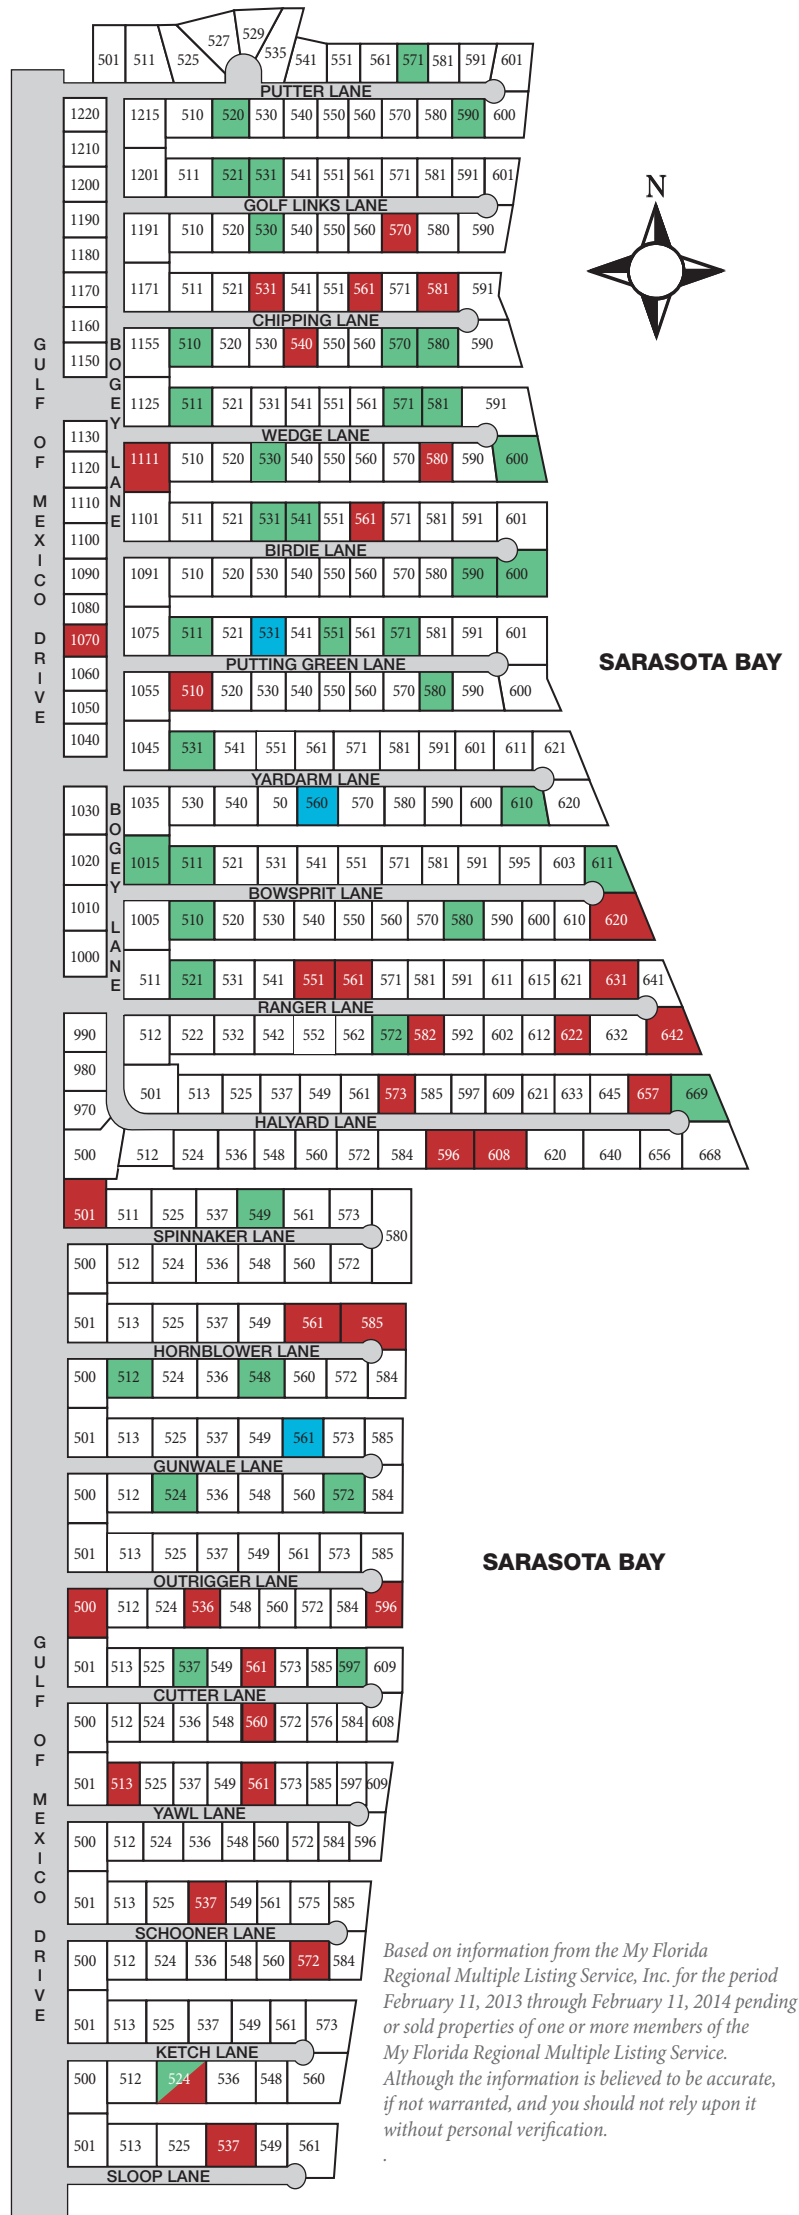 527 529
501 511 525 535 541 551 561 571 581 591 601
PUTTER LANE
1220 1215 510 520 530 540 550 560 570 580 590 600
1210
1200 1201 511 521 531 541 551 561 571 581 591 601
GOLF LINKS LANE
N
1190 1191 510 520 530 540 550 560 570 580 590
1180
1170 1171 511 521 531 541 551 561 571 581 591
CHIPPING LANE
1160
1150 1155 510 520 530 540 550 560 570 580 590
1125 511 521 531 541 551 561 571 581 591
WEDGE LANE
BOGEY LANE
GULF OF MEXICO DRIVE
1130
1120 1111 510 520 530 540 550 560 570 580 590 600
1110
1100 1101 511 521 531 541 551 561 571 581 591 601
BIRDIE LANE
1090 1091 510 520 530 540 550 560 570 580 590 600
1080
1070 1075 511 521 531 541 551 561 571 581 591 601
PUTTING GREEN LANE
SARASOTA BAY
1060
1050 1055 510 520 530 540 550 560 570 580 590 600
1040 1045 531 541 551 561 571 581 591 601 611 621
YARDARM LANE
1030 1035 530 540 50 560 570 580 590 600 610 620
BOGEY LANE
1020 1015 511 521 531 541 551 571 581 591 595 603 611
BOWSPRIT LANE
1010 1005 510 520 530 540 550 560 570 580 590 600 610 620
1000 511 521 531 541 551 561 571 581 591 611 615 621 631 641
RANGER LANE
990 512 522 532 542 552 562 572 582 592 602 612 622 632 642
980
970 501 513 525 537 549 561 573 585 597 609 621 633 645 657 669
HALYARD LANE
500 512 524 536 548 560 572 584 596 608 620 640 656 668
501 511 525 537 549 561 573 580
SPINNAKER LANE
500 512 524 536 548 560 572
501 513 525 537 549 561 585
HORNBLOWER LANE
500 512 524 536 548 560 572 584
501 513 525 537 549 561 573 585
GUNWALE LANE
500 512 524 536 548 560 572 584
501 513 525 537 549 561 573 585
OUTRIGGER LANE
SARASOTA BAY
500 512 524 536 548 560 572 584 596
GULF OF MEXICO DRIVE
501 513 525 537 549 561 573 585 597 609
CUTTER LANE
500 512 524 536 548 560 572 576 584 608
501 513 525 537 549 561 573 585 597 609
YAWL LANE
500 512 524 536 548 560 572 584 596
501 513 525 537 549 561 575 585
SCHOONER LANE
500 512 524 536 548 560 572 584
501 513 525 537 549 561 573
KETCH LANE
500 512 524 536 548 560
501 513 525 537 549 561
SLOOP LANE
Based on information from the My Florida
Regional Multiple Listing Service, Inc. for the period
February 11, 2013 through February 11, 2014 pending
or sold properties of one or more members of the
My Florida Regional Multiple Listing Service.
Although the information is believed to be accurate,
if not warranted, and you should not rely upon it
without personal verification.
.